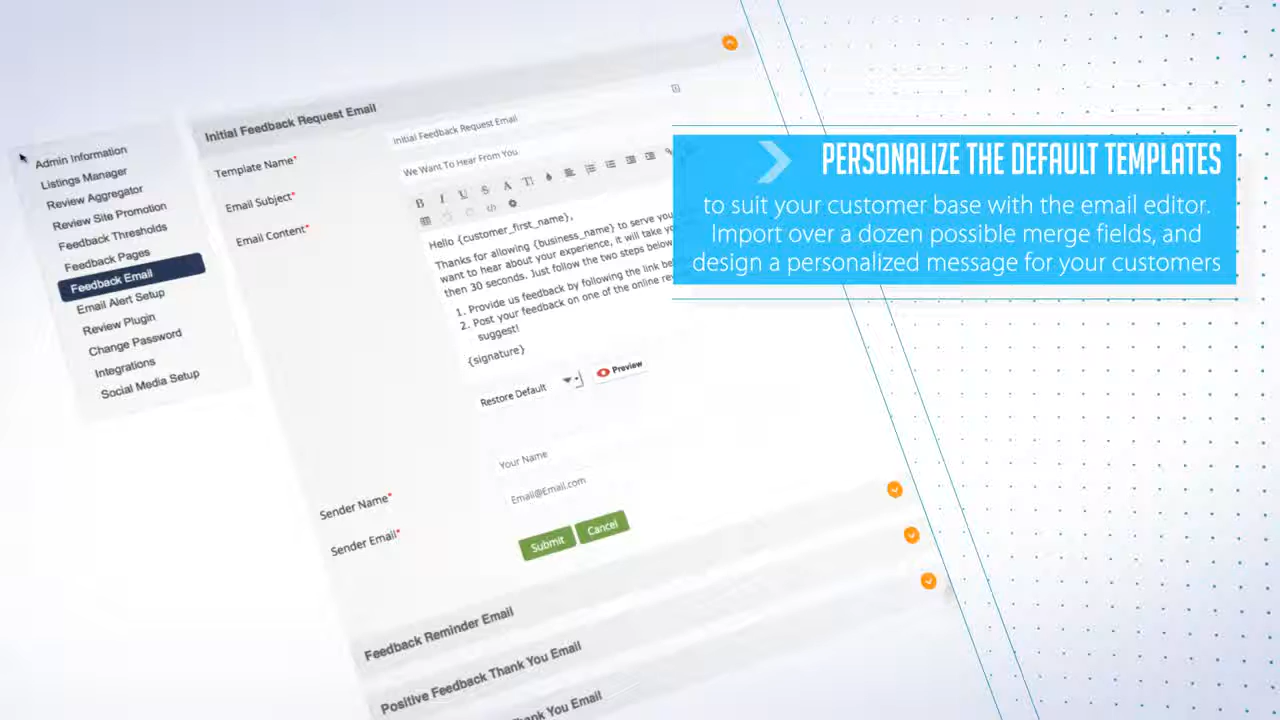 Admin Information
Listings Manager
Review Aggregator
Review Site Promotion
Feedback Thresholds
Feedback Pages
Feedback Email
Email Alert Setup
Review Plugin
Change Password
Integrations
Social Media Setup
Initial Feedback Request Email
Template Name*
Initial Feedback Request Email
Email Subject*
We Want To Hear From You
Email Content*
Hello {customer_first_name},
Thanks for allowing {business_name} to serve you
want to hear about your experience, it will take
then 30 seconds. Just follow the two steps below
1. Provide us feedback by following the link
2. Post your feedback on one of the online
suggest!
{signature}
Restore Default
Preview
Sender Name*
Your Name
Sender Email*
Email@Email.com
Submit
Cancel
Feedback Reminder Email
Positive Feedback Thank You Email
Thank You Email
PERSONALIZE THE DEFAULT TEMPLATES
to suit your customer base with the email editor.
Import over a dozen possible merge fields, and
design a personalized message for your customers